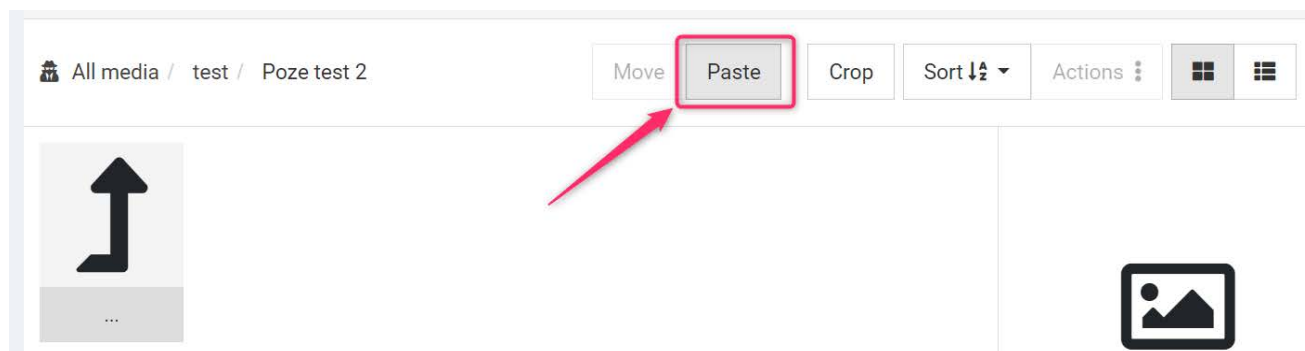 All media / test / Poze test 2
Move
Paste
Crop
Sort
Actions
...